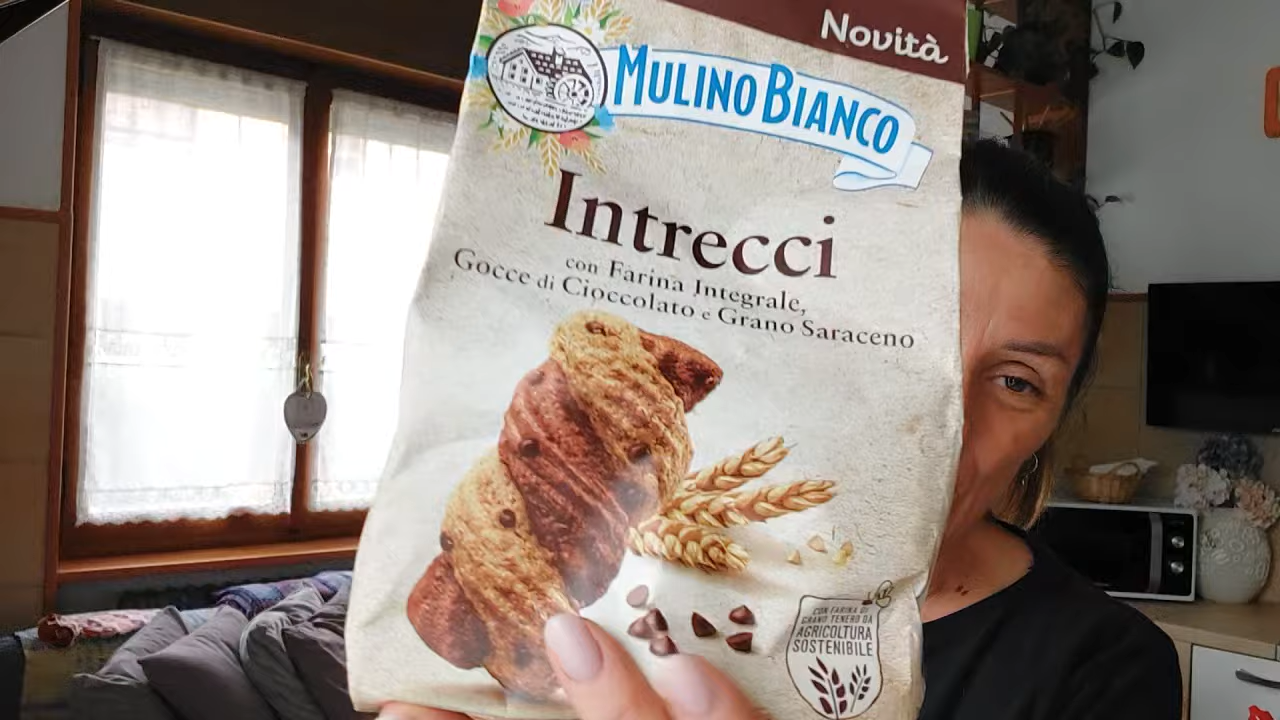 Novità
MULINO BIANCO
Intrecci
con Farina Integrale,
Gocce di Cioccolato e Grano Saraceno
CON FARINA DI
GRANO TENERO DA
AGRICOLTURA
SOSTENIBILE